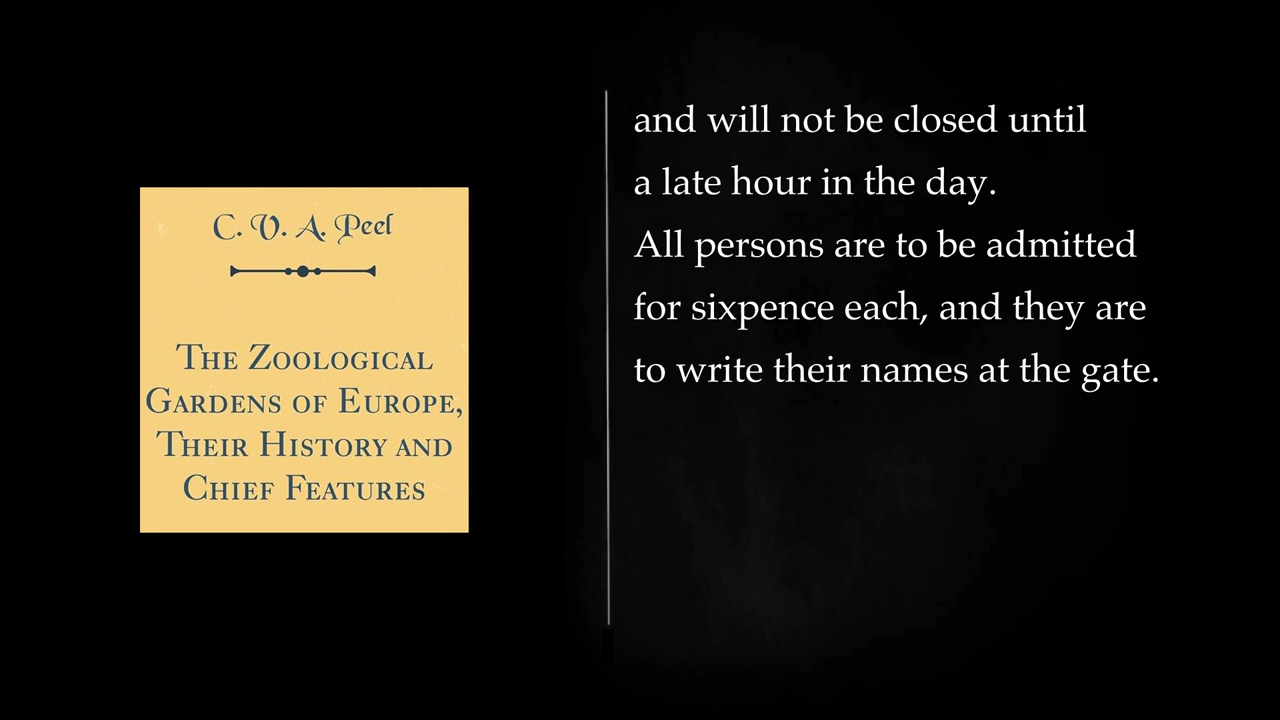 C. V. A. Peel
The Zoological
Gardens of Europe,
Their History and
Chief Features
and will not be closed until
a late hour in the day.
All persons are to be admitted
for sixpence each, and they are
to write their names at the gate.